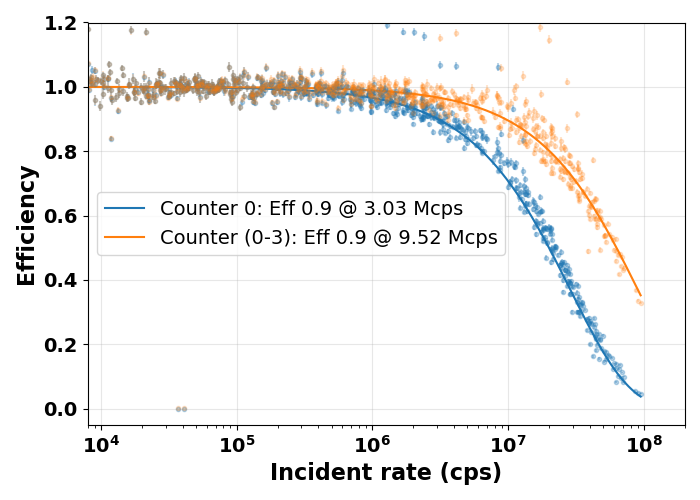 1.2
1.0
0.8
0.6
0.4
0.2
0.0
Efficiency
Counter 0: Eff 0.9 @ 3.03 Mcps
Counter (0-3): Eff 0.9 @ 9.52 Mcps
10⁴ 10⁵ 10⁶ 10⁷ 10⁸
Incident rate (cps)